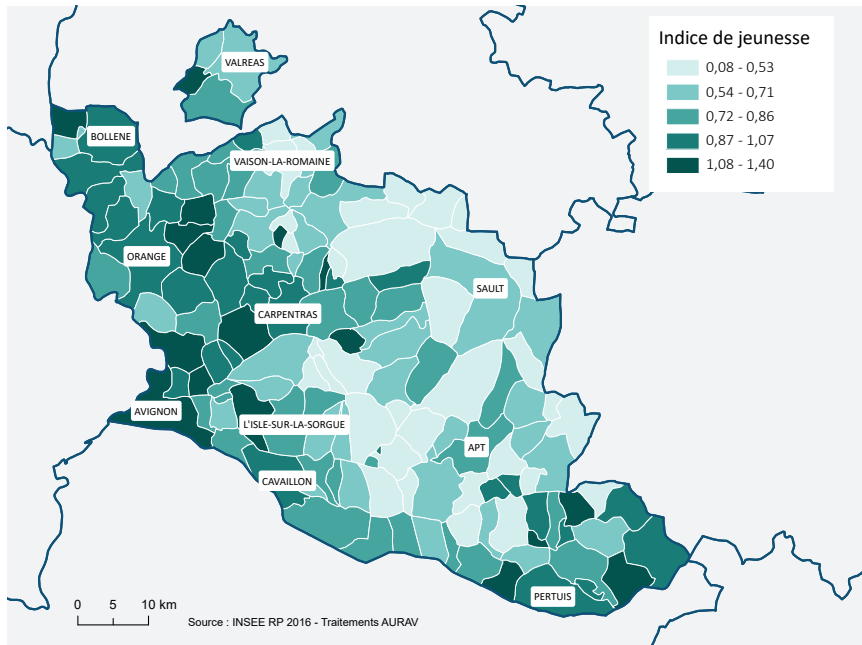 Indice de jeunesse
0,08 - 0,53
0,54 - 0,71
0,72 - 0,86
0,87 - 1,07
1,08 - 1,40
VALREAS
BOLLENE
VAISON-LA-ROMAINE
ORANGE
SAULT
CARPENTRAS
AVIGNON
L'ISLE-SUR-LA-SORGUE
APT
CAVAILLON
PERTUIS
0 5 10 km
Source : INSEE RP 2016 - Traitements AURAV